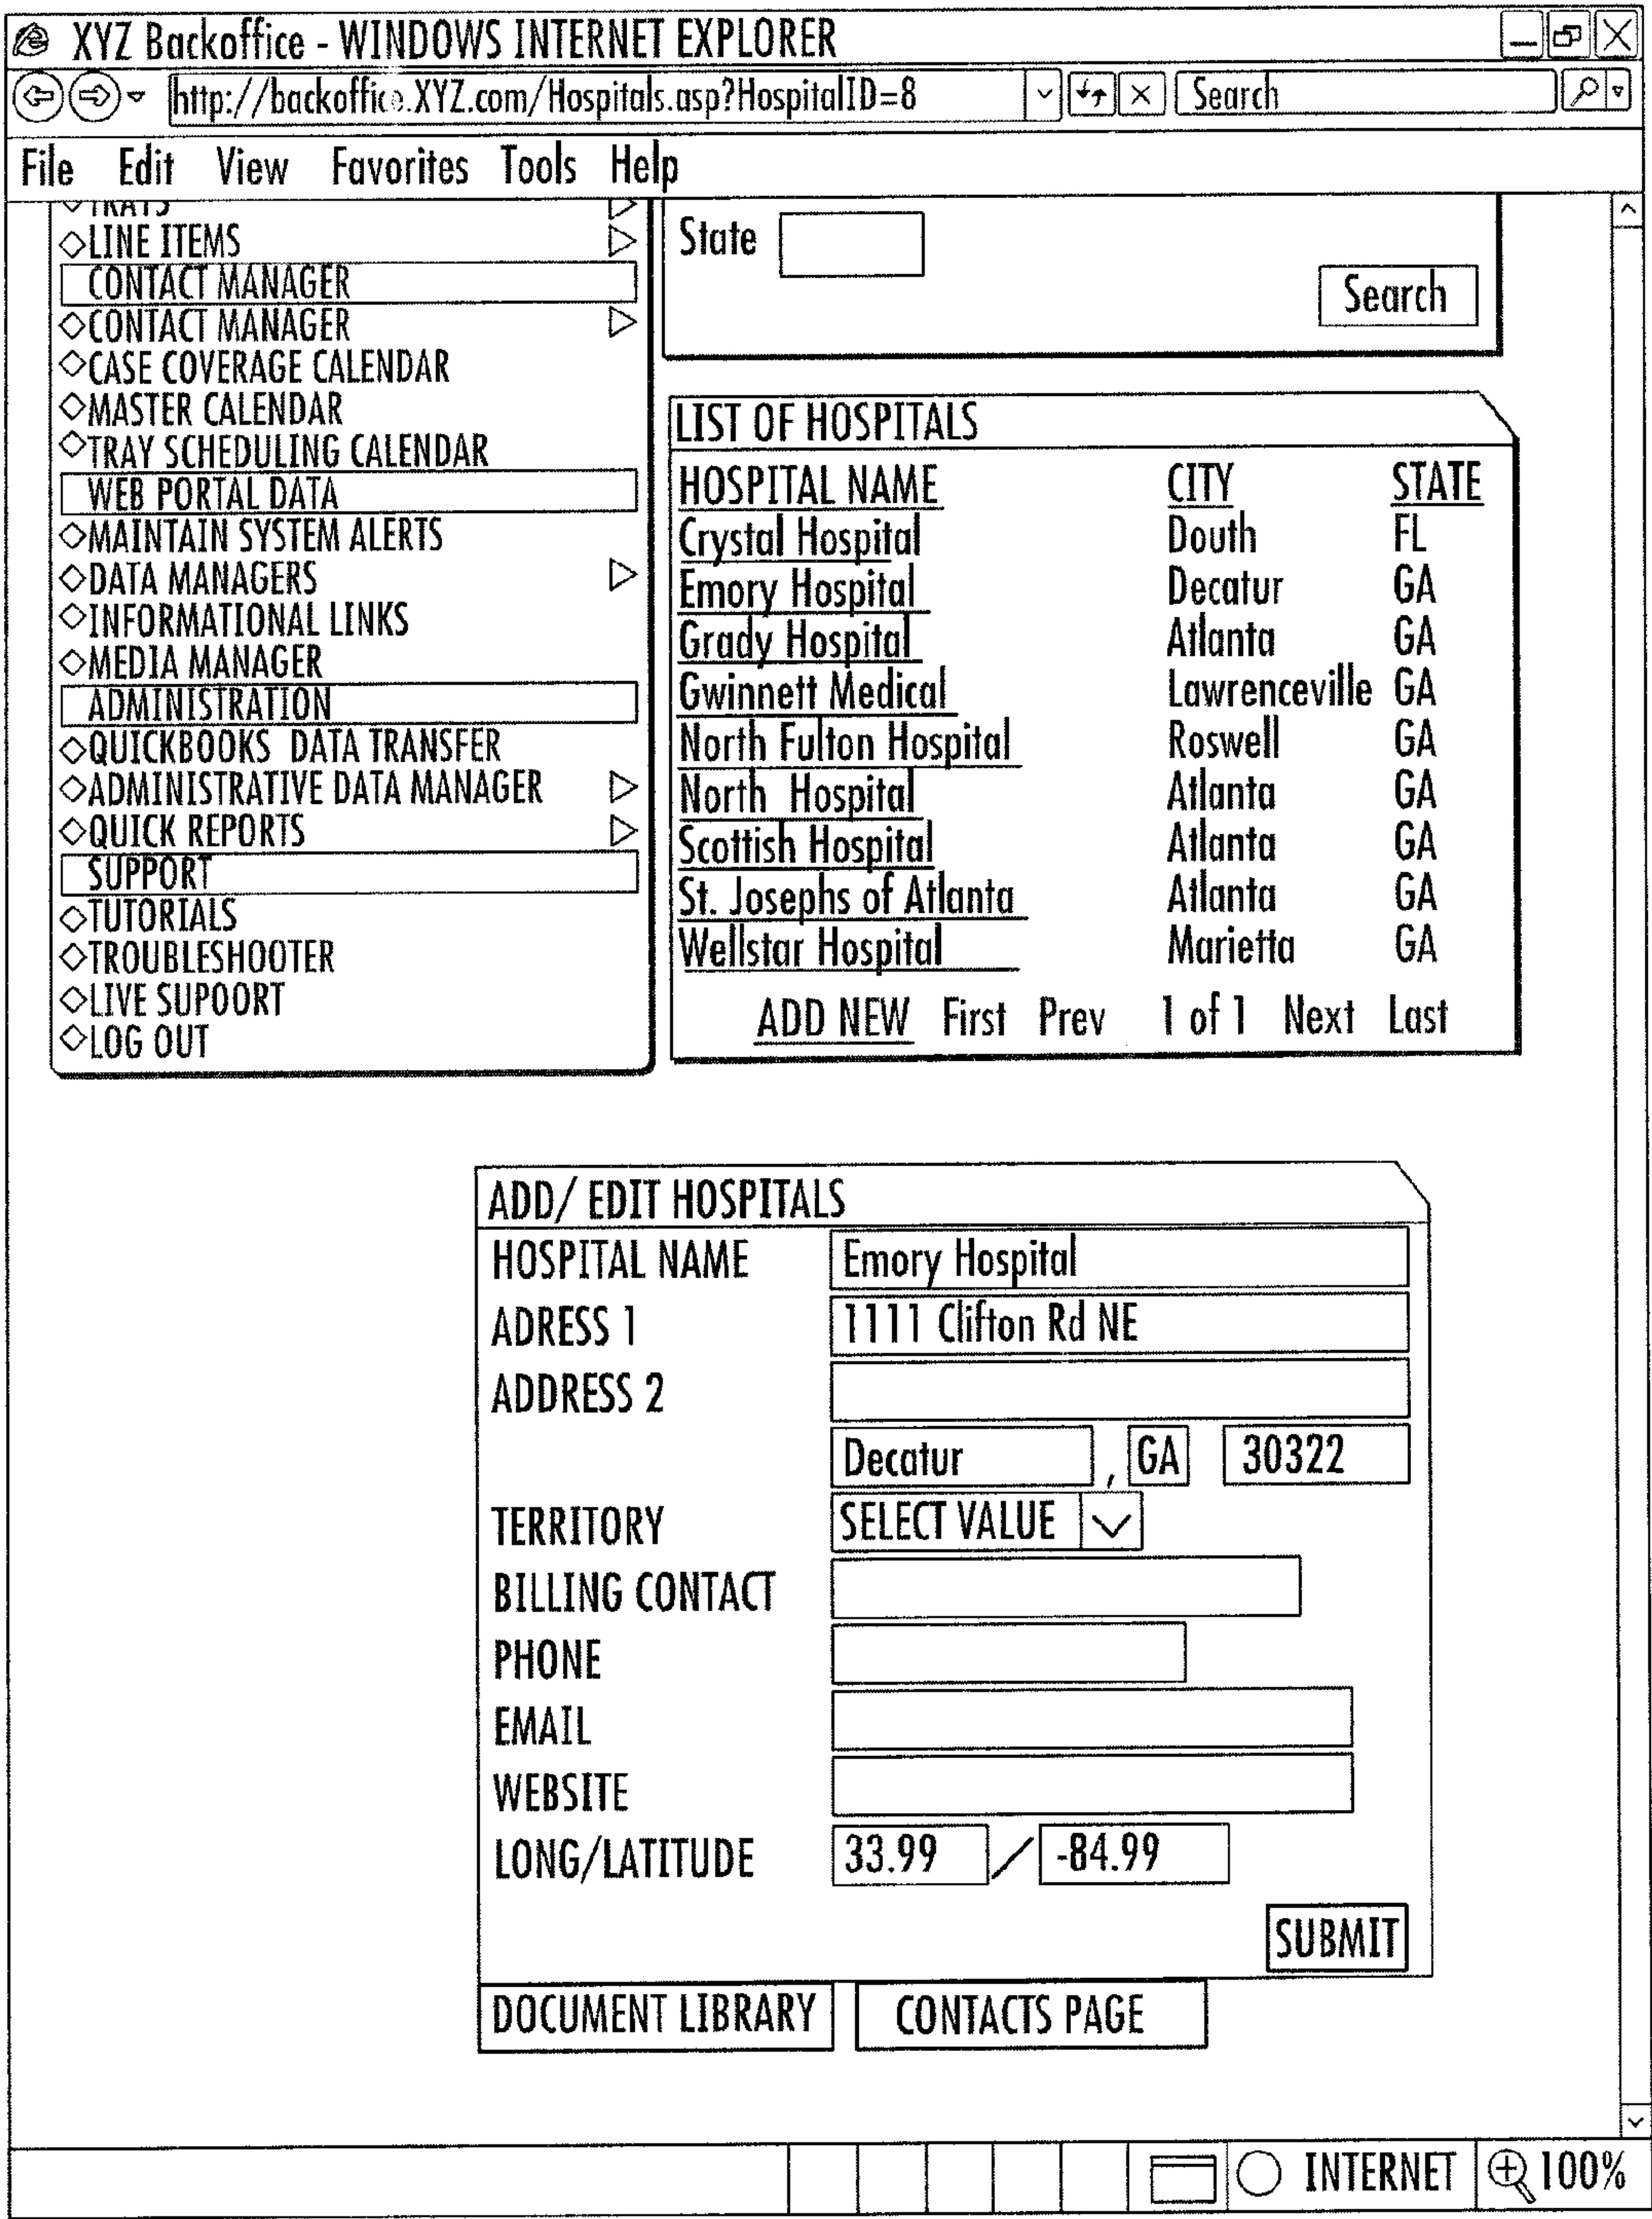 XYZ Backoffice - WINDOWS INTERNET EXPLORER
http://backoffice.XYZ.com/Hospitals.asp?HospitalID=8
Search
File Edit View Favorites Tools Help
TRAYS
LINE ITEMS
CONTACT MANAGER
CONTACT MANAGER
CASE COVERAGE CALENDAR
MASTER CALENDAR
TRAY SCHEDULING CALENDAR
WEB PORTAL DATA
MAINTAIN SYSTEM ALERTS
DATA MANAGERS
INFORMATIONAL LINKS
MEDIA MANAGER
ADMINISTRATION
QUICKBOOKS DATA TRANSFER
ADMINISTRATIVE DATA MANAGER
QUICK REPORTS
SUPPORT
TUTORIALS
TROUBLESHOOTER
LIVE SUPOORT
LOG OUT
State
Search
LIST OF HOSPITALS
HOSPITAL NAME CITY STATE
Crystal Hospital Douth FL
Emory Hospital Decatur GA
Grady Hospital Atlanta GA
Gwinnett Medical Lawrenceville GA
North Fulton Hospital Roswell GA
North Hospital Atlanta GA
Scottish Hospital Atlanta GA
St. Josephs of Atlanta Atlanta GA
Wellstar Hospital Marietta GA
ADD NEW First Prev 1 of 1 Next Last
ADD/ EDIT HOSPITALS
HOSPITAL NAME Emory Hospital
ADRESS 1 1111 Clifton Rd NE
ADDRESS 2
Decatur , GA 30322
TERRITORY SELECT VALUE
BILLING CONTACT
PHONE
EMAIL
WEBSITE
LONG/LATITUDE 33.99 / -84.99
SUBMIT
DOCUMENT LIBRARY CONTACTS PAGE
INTERNET 100%